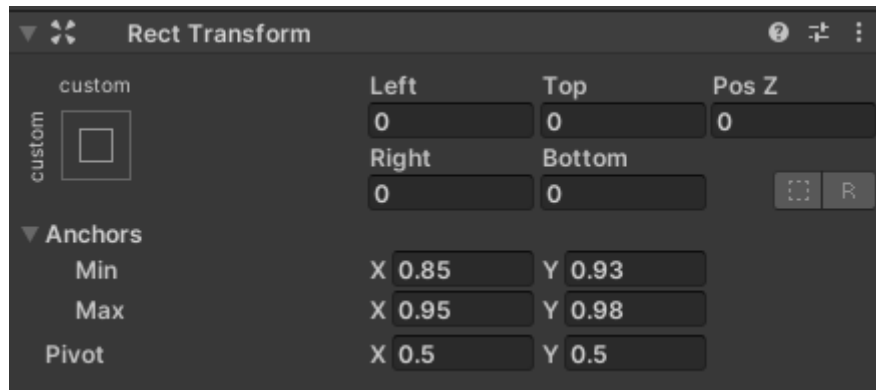 Rect Transform
custom
custom
Left Top Pos Z
0 0 0
Right Bottom
0 0
R
Anchors
Min X 0.85 Y 0.93
Max X 0.95 Y 0.98
Pivot X 0.5 Y 0.5